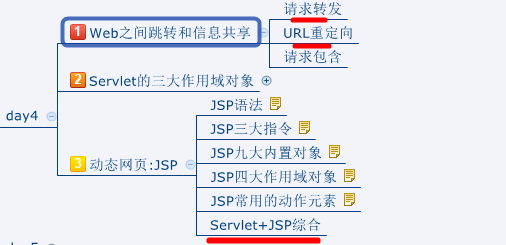 请求转发
1 Web之间跳转和信息共享
URL重定向
请求包含
2 Servlet的三大作用域对象
day4
JSP语法
JSP三大指令
JSP九大内置对象
3 动态网页:JSP
JSP四大作用域对象
JSP常用的动作元素
Servlet+JSP综合